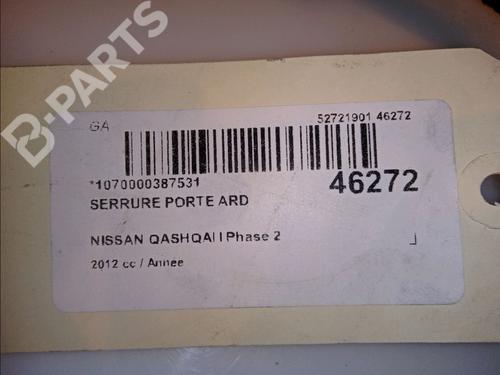 B-PARTS
GA
52721901 46272
*1070000387531
46272
SERRURE PORTE ARD
NISSAN QASHQAI I Phase 2
2012 cc / Annee